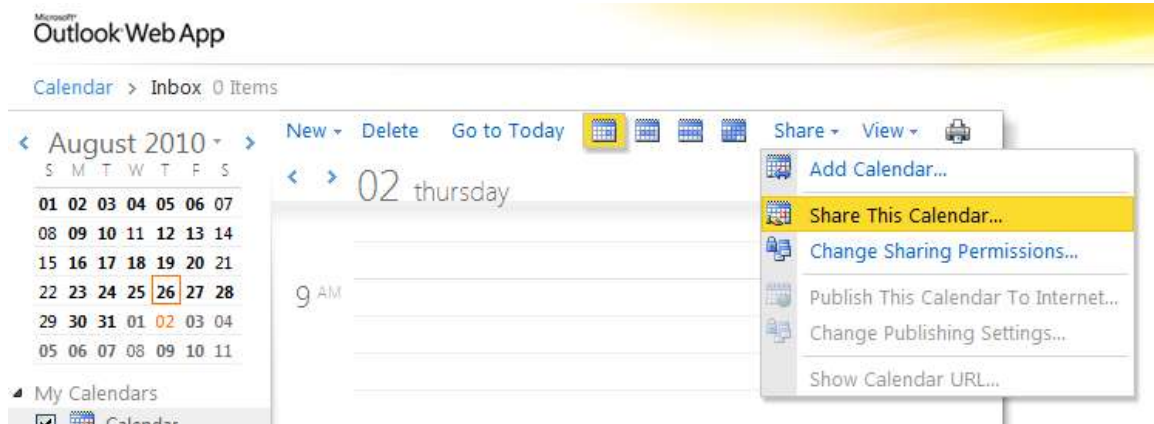 Microsoft®
Outlook Web App
Calendar > Inbox 0 Items
August 2010
S M T W T F S
01 02 03 04 05 06 07
08 09 10 11 12 13 14
15 16 17 18 19 20 21
22 23 24 25 26 27 28
29 30 31 01 02 03 04
05 06 07 08 09 10 11
My Calendars
Calendar
New Delete Go to Today Share View
02 thursday
9 AM
Add Calendar...
Share This Calendar...
Change Sharing Permissions...
Publish This Calendar To Internet...
Change Publishing Settings...
Show Calendar URL...